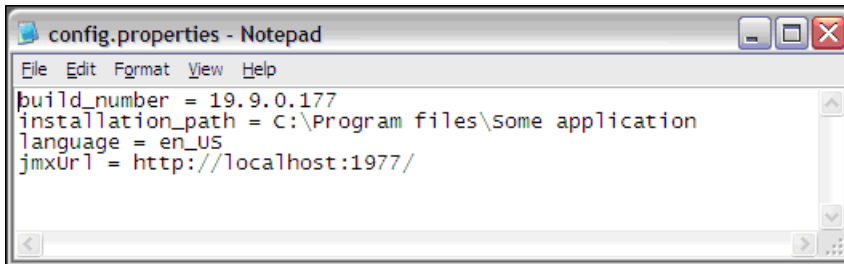 config.properties - Notepad
File Edit Format View Help
build_number = 19.9.0.177
installation_path = C:\Program files\Some application
language = en_US
jmxUrl = http://localhost:1977/